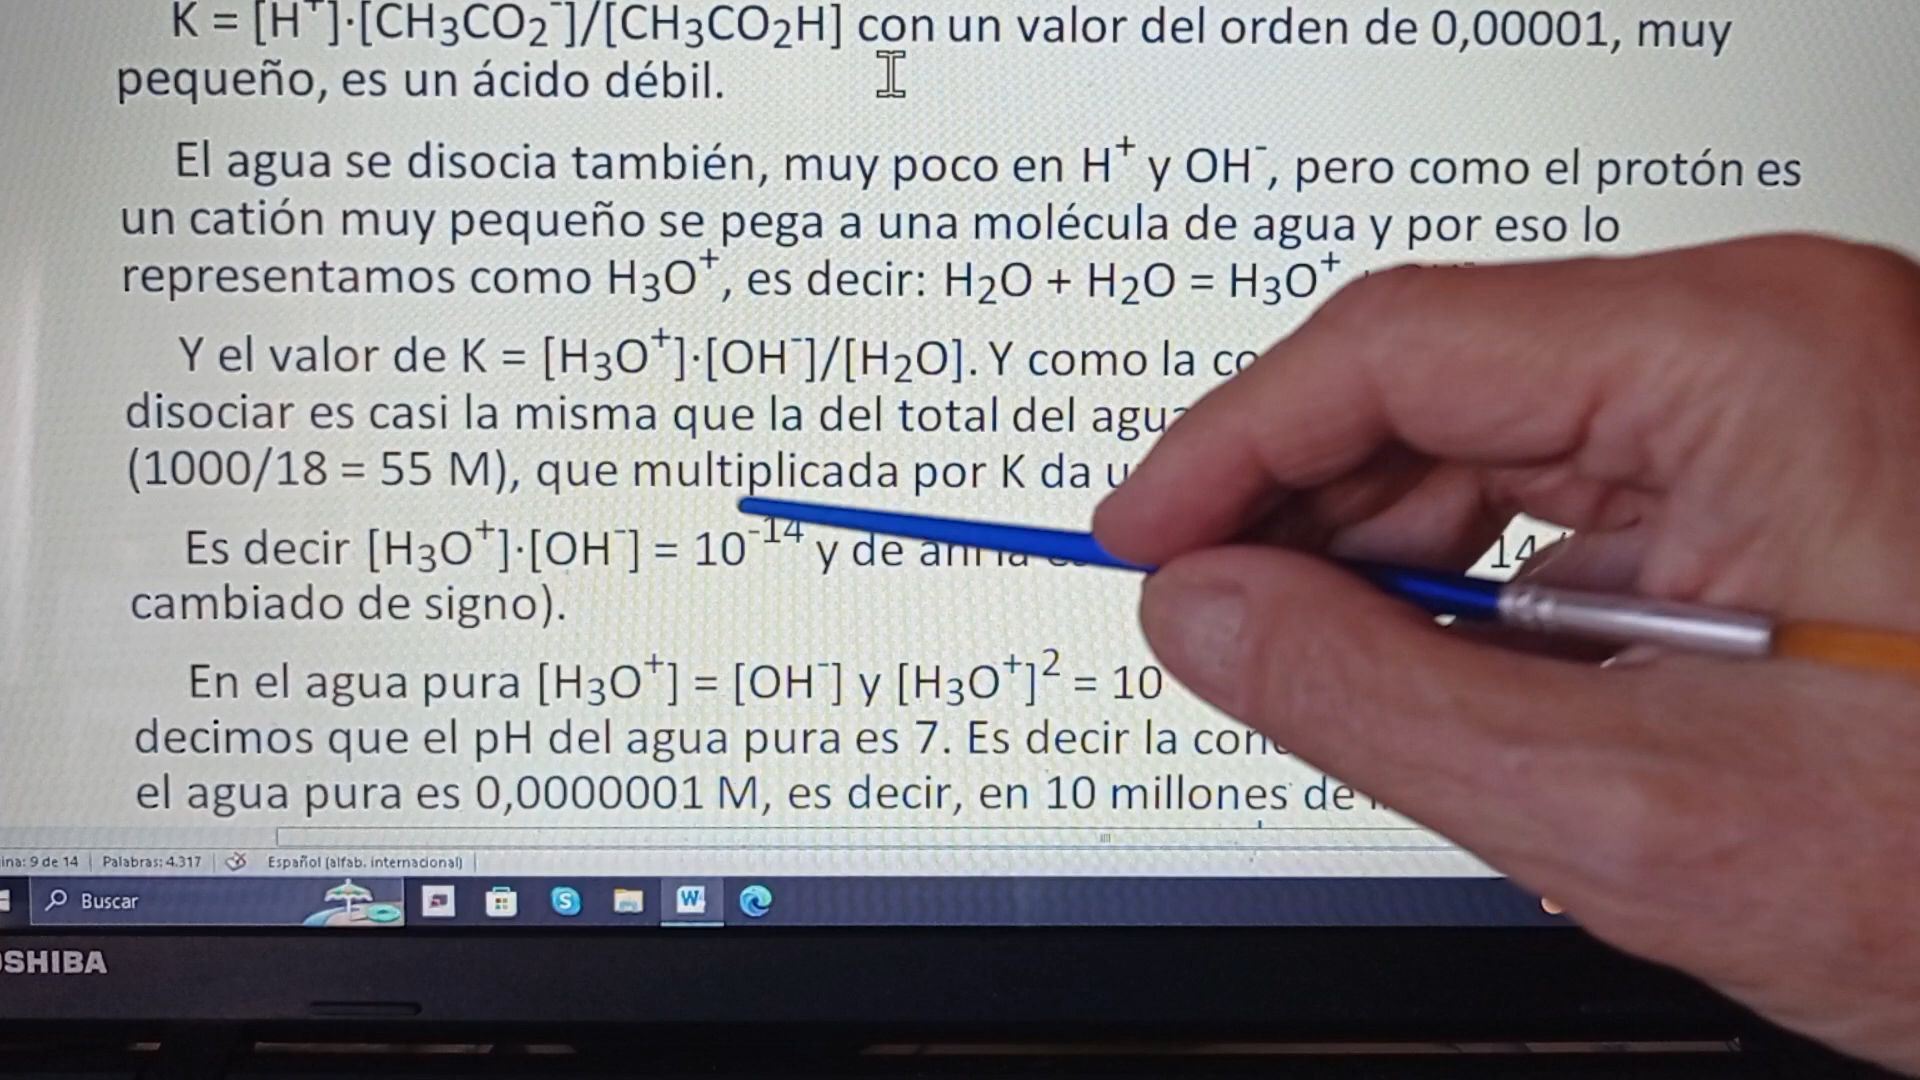 K = [H⁺]·[CH₃CO₂⁻]/[CH₃CO₂H] con un valor del orden de 0,00001, muy
pequeño, es un ácido débil.
El agua se disocia también, muy poco en H⁺ y OH⁻, pero como el protón es
un catión muy pequeño se pega a una molécula de agua y por eso lo
representamos como H₃O⁺, es decir: H₂O + H₂O = H₃O⁺
Y el valor de K = [H₃O⁺]·[OH⁻]/[H₂O]. Y como la
disociar es casi la misma que la del total del
(1000/18 = 55 M), que multiplicada por K da
Es decir [H₃O⁺]·[OH⁻] = 10⁻¹⁴ y de ahí la 14
cambiado de signo).
En el agua pura [H₃O⁺] = [OH⁻] y [H₃O⁺]² = 10
decimos que el pH del agua pura es 7. Es decir la
el agua pura es 0,0000001 M, es decir, en 10 millones de
ina: 9 de 14 Palabras: 4.317 Español (alfab. internacional)
Buscar
OSHIBA